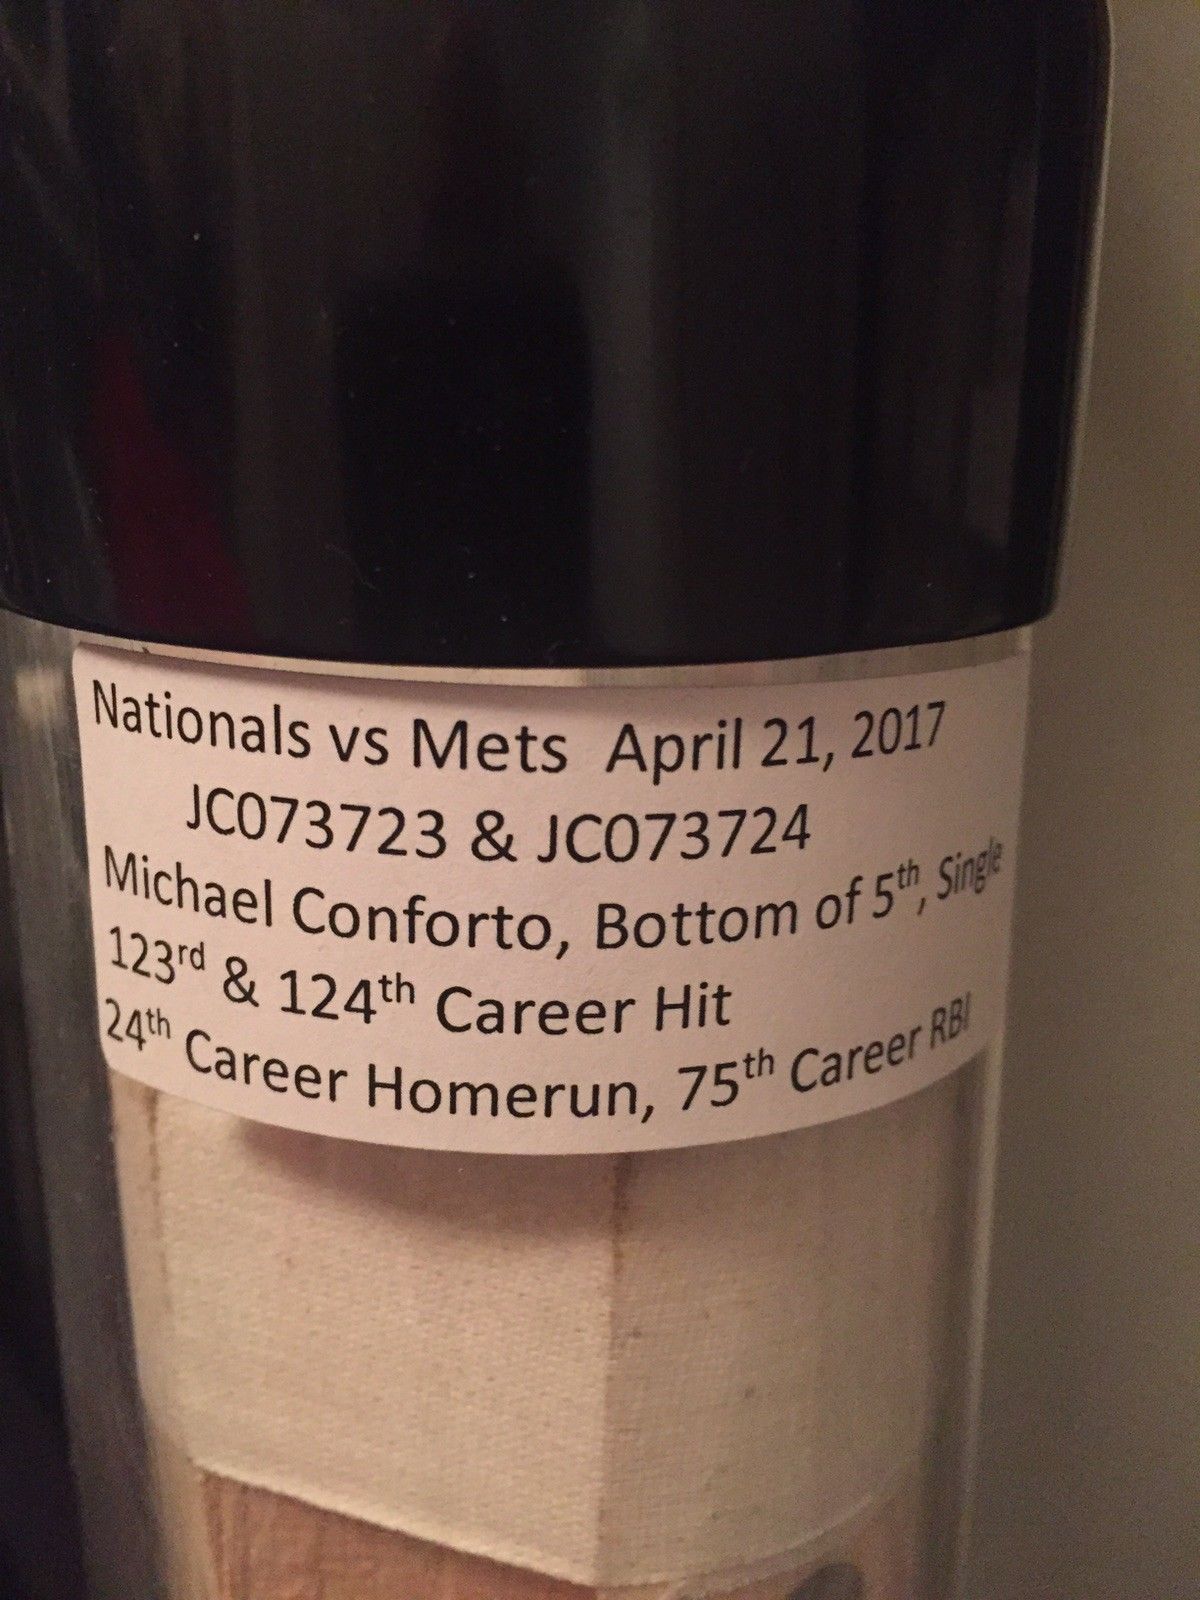 Nationals vs Mets April 21, 2017
JC073723 & JC073724
Michael Conforto, Bottom of 5th, Single
123rd & 124th Career Hit
24th Career Homerun, 75th Career RBI